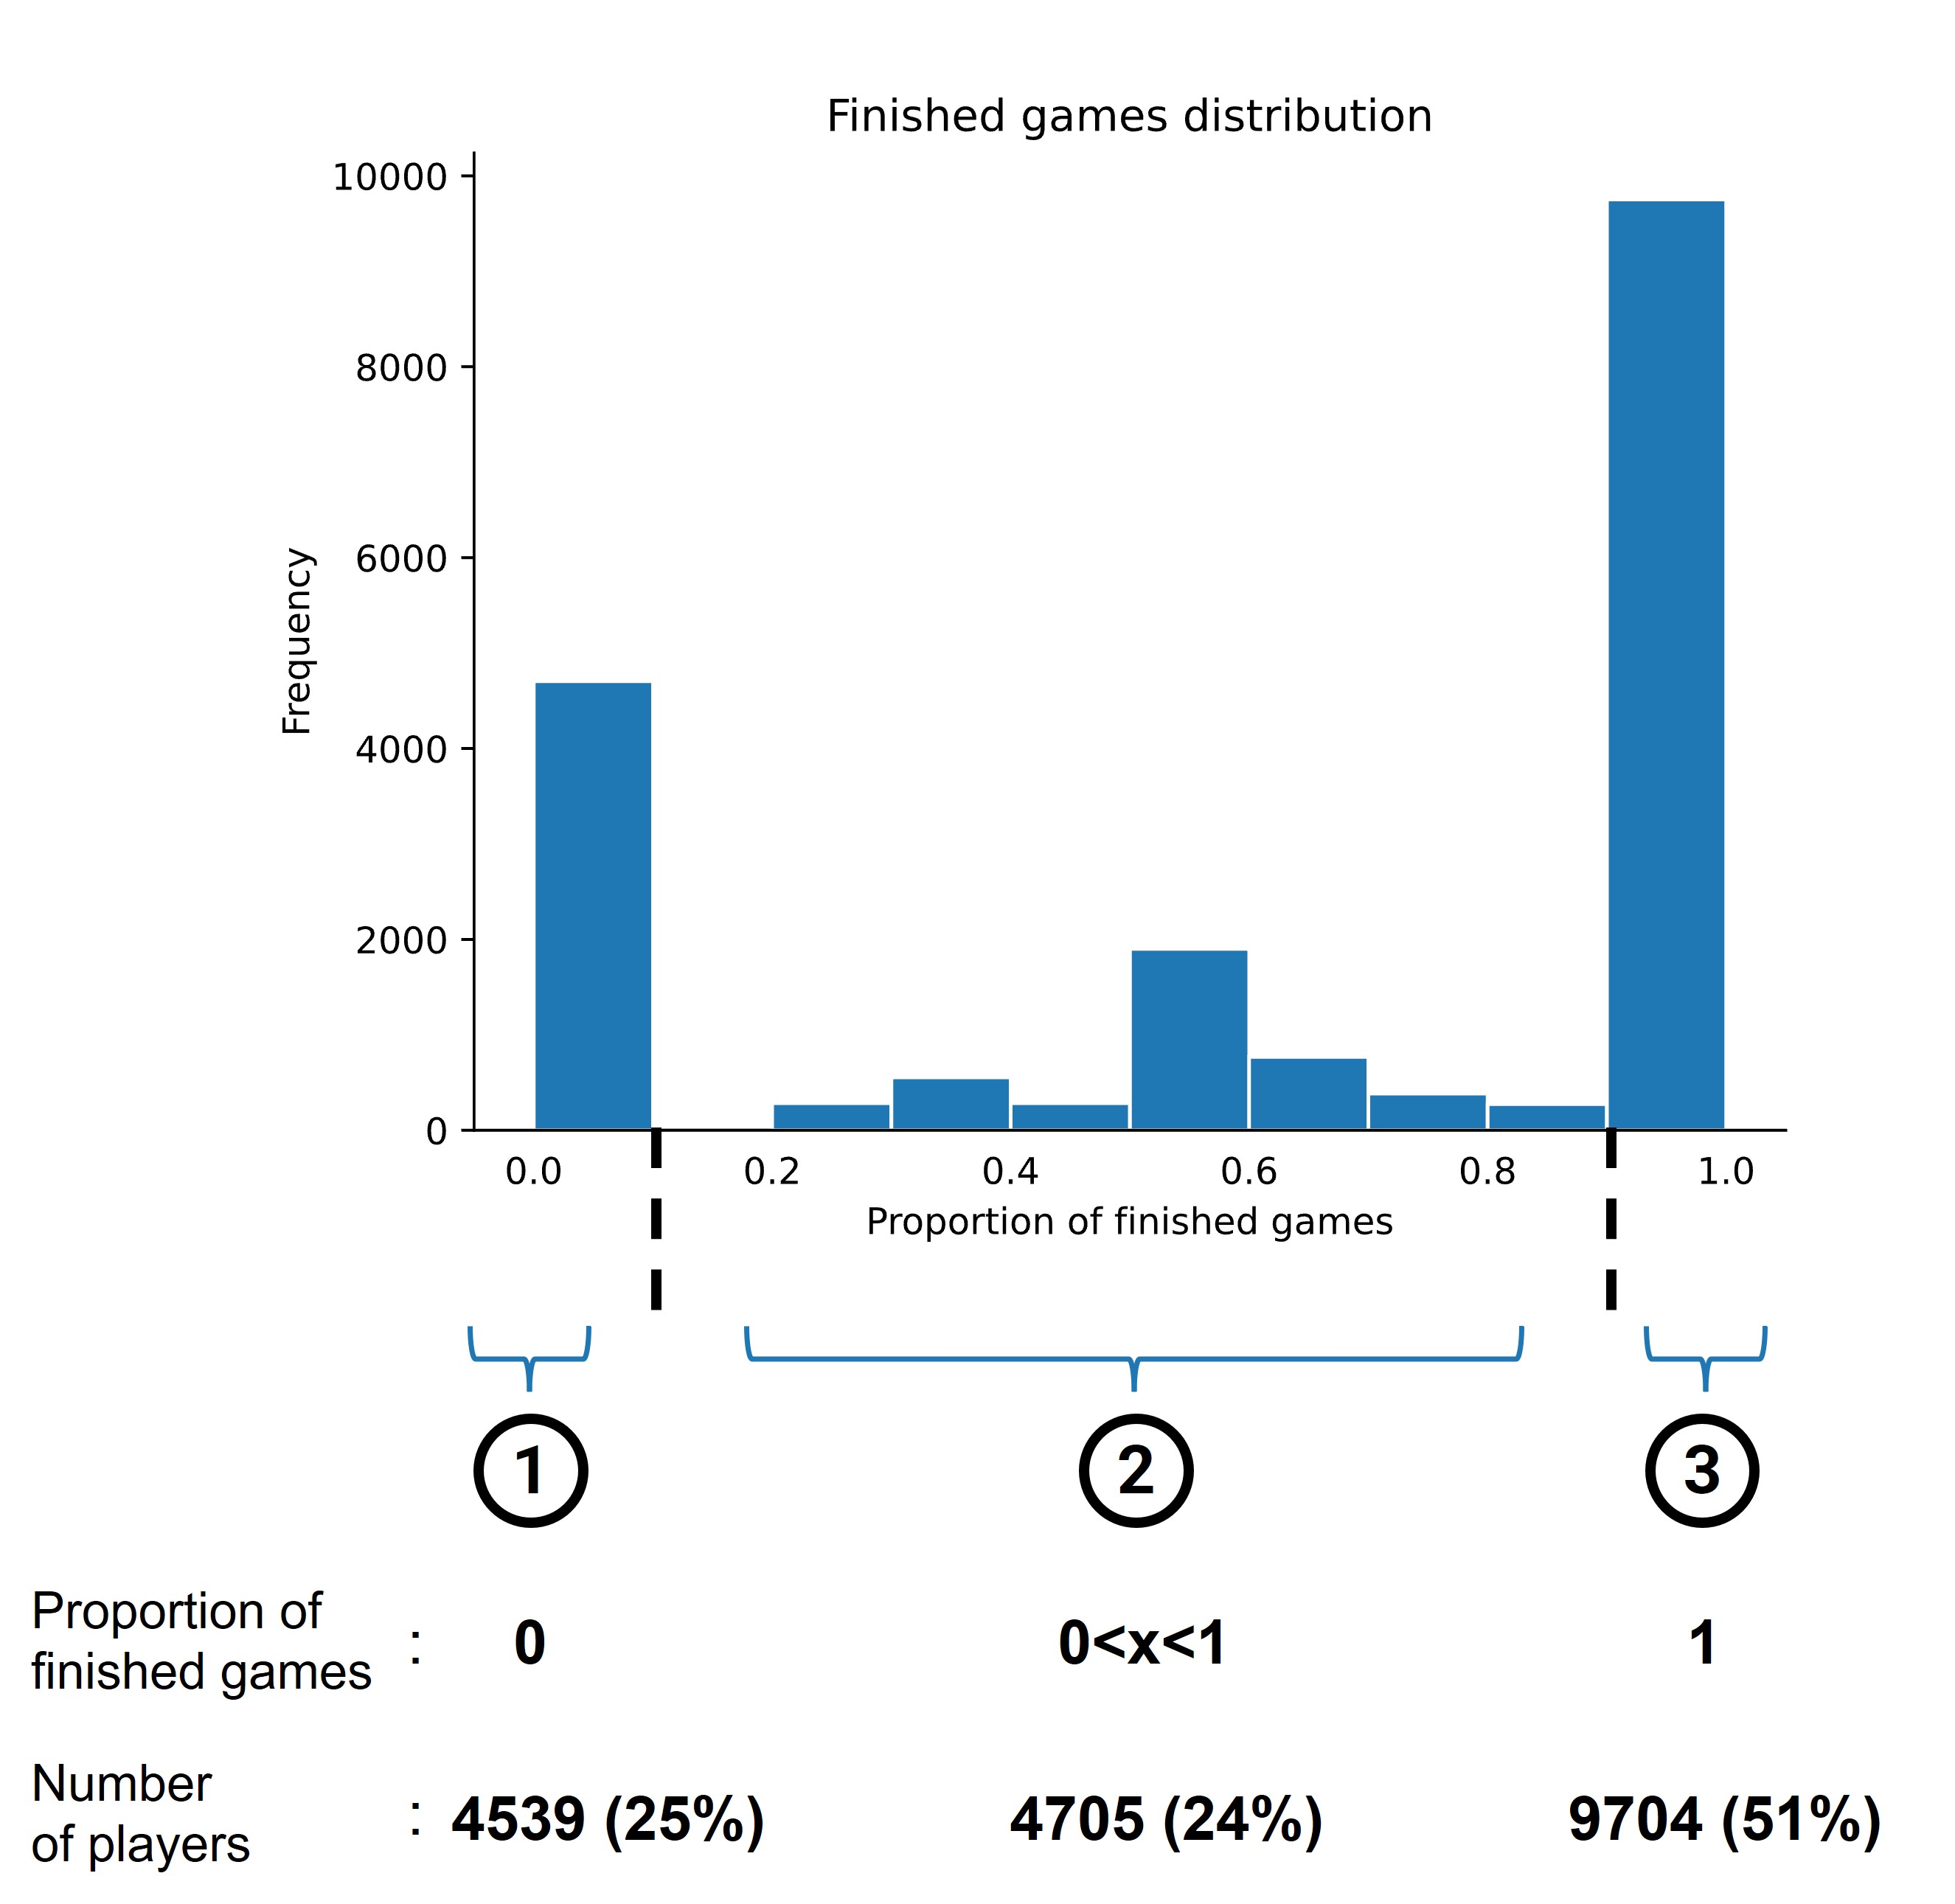 Finished games distribution
10000
8000
6000
4000
2000
0
Frequency
0.0 0.2 0.4 0.6 0.8 1.0
Proportion of finished games
1 2 3
Proportion of
finished games : 0 0<x<1 1
Number
of players : 4539 (25%) 4705 (24%) 9704 (51%)